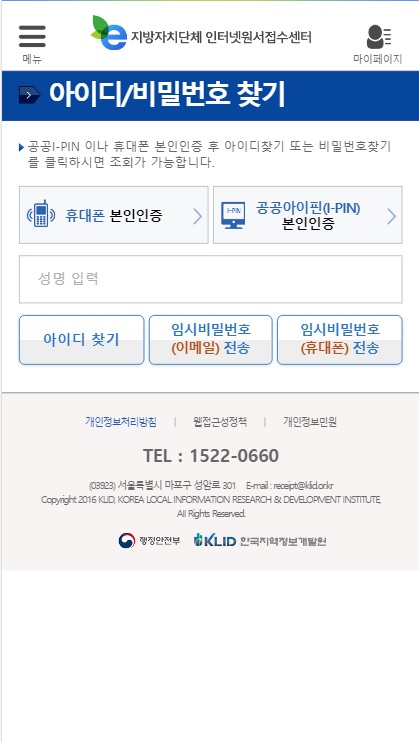 지방자치단체 인터넷원서접수센터
메뉴
마이페이지
아이디/비밀번호 찾기
공공I-PIN 이나 휴대폰 본인인증 후 아이디찾기 또는 비밀번호찾기
를 클릭하시면 조회가 가능합니다.
휴대폰 본인인증
I-PIN
공공아이핀(I-PIN)
본인인증
성명 입력
아이디 찾기
임시비밀번호
(이메일) 전송
임시비밀번호
(휴대폰) 전송
개인정보처리방침 | 웹접근성정책 | 개인정보민원
TEL : 1522-0660
(03923) 서울특별시 마포구 성암로 301 E-mail : receipt@klid.or.kr
Copyright 2016 KLID, KOREA LOCAL INFORMATION RESEARCH & DEVELOPMENT INSTITUTE,
All Rights Reserved.
행정안전부 KLID 한국지역정보개발원